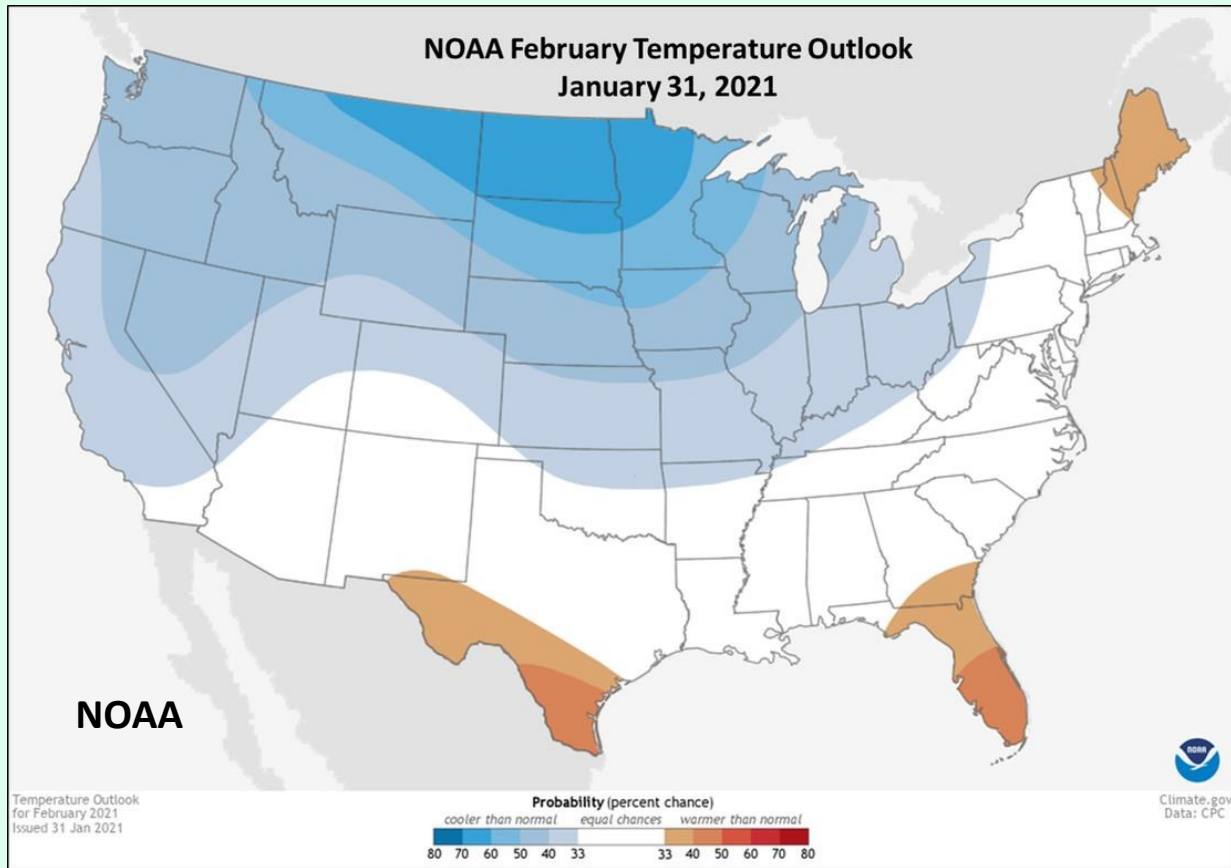 NOAA February Temperature Outlook
January 31, 2021
NOAA
NOAA
Temperature Outlook
for February 2021
Issued 31 Jan 2021
Probability (percent chance)
cooler than normal equal chances warmer than normal
80 70 60 50 40 33 33 40 50 60 70 80
Climate.gov
Data: CPC